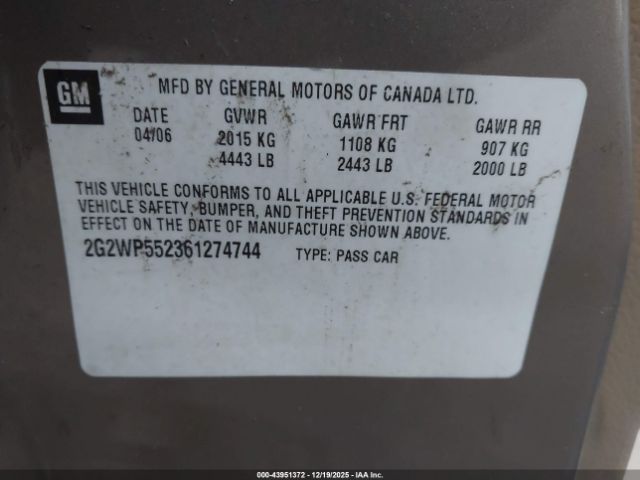 GM
MFD BY GENERAL MOTORS OF CANADA LTD.
DATE GVWR GAWR FRT GAWR RR
04/06 2015 KG 1108 KG 907 KG
4443 LB 2443 LB 2000 LB
THIS VEHICLE CONFORMS TO ALL APPLICABLE U.S. FEDERAL MOTOR
VEHICLE SAFETY, BUMPER, AND THEFT PREVENTION STANDARDS IN
EFFECT ON THE DATE OF MANUFACTURE SHOWN ABOVE.
2G2WP552361274744 TYPE: PASS CAR
00-43951372 - 12/19/2025 - IAA Inc.